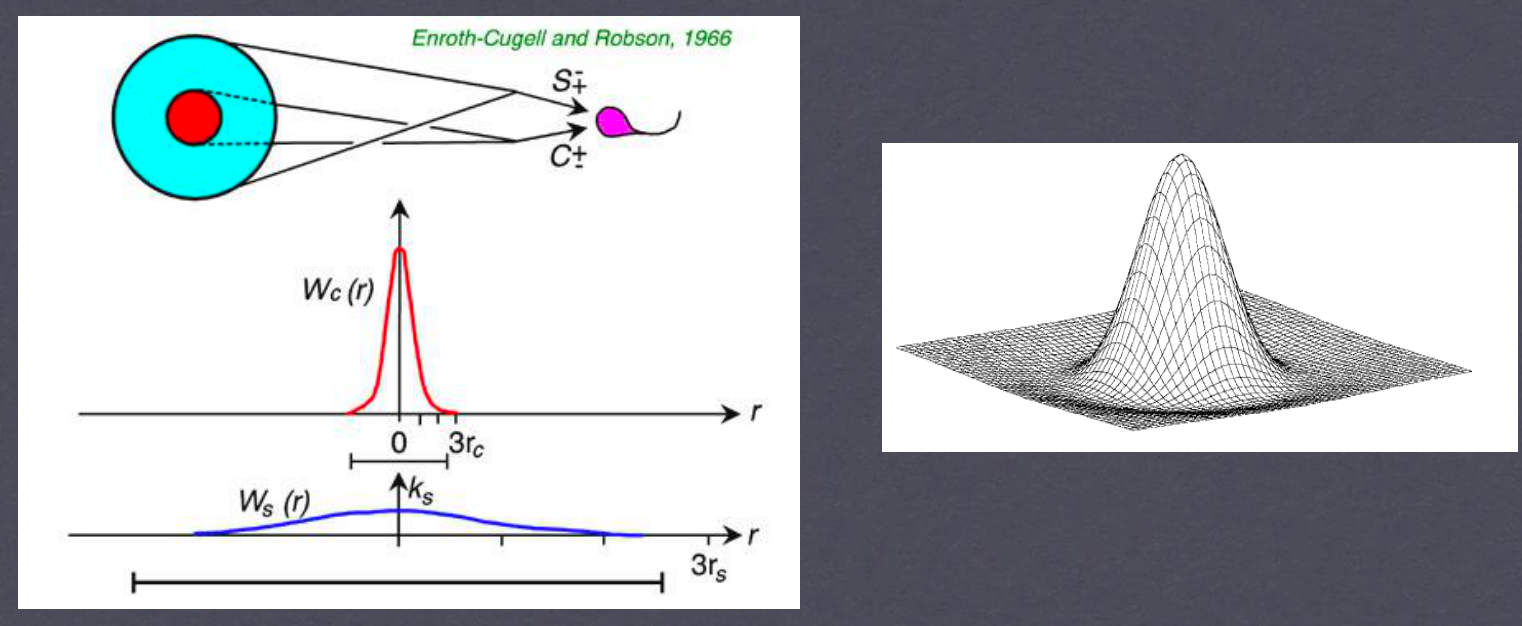 Enroth-Cugell and Robson, 1966
S∓
C±
Wc (r)
r
0
3rc
ks
Ws (r)
r
3rs